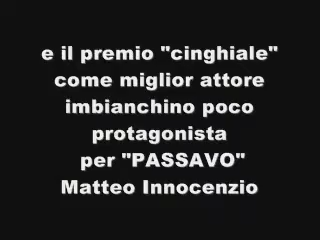 e il premio "cinghiale"
come miglior attore
imbianchino poco
protagonista
per "PASSAVO"
Matteo Innocenzio